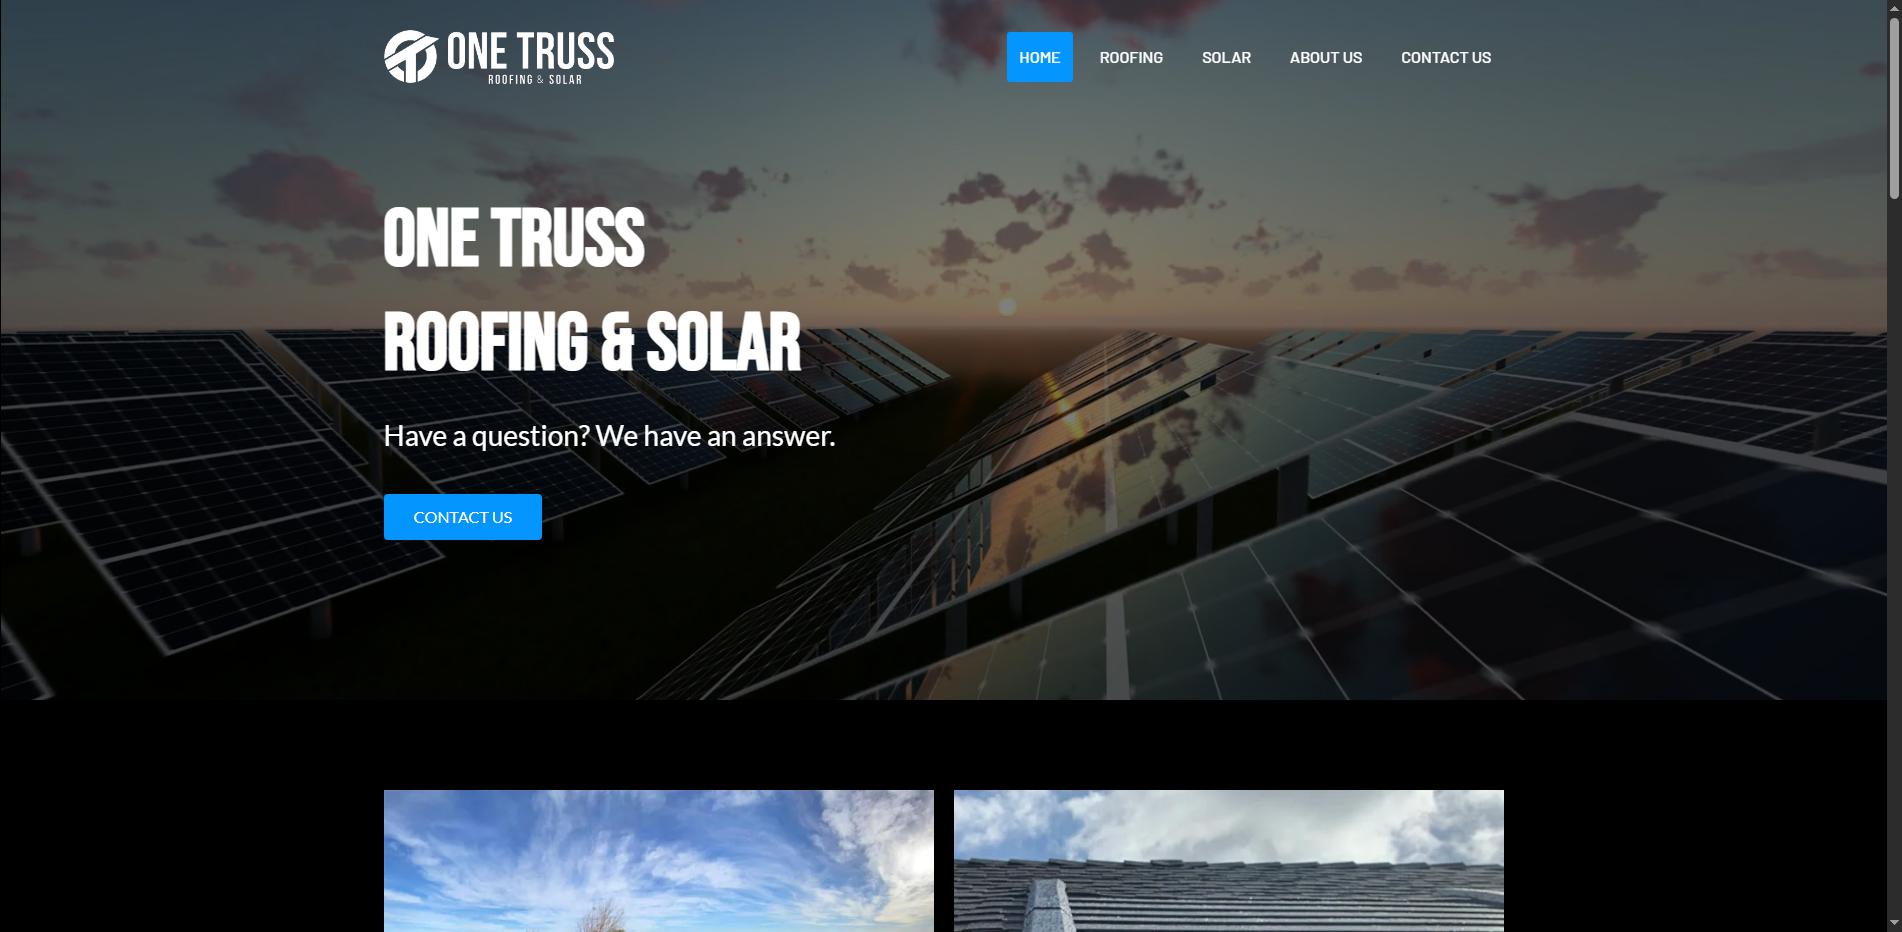 ONE TRUSS
ROOFING & SOLAR
HOME
ROOFING
SOLAR
ABOUT US
CONTACT US
ONE TRUSS
ROOFING & SOLAR
Have a question? We have an answer.
CONTACT US